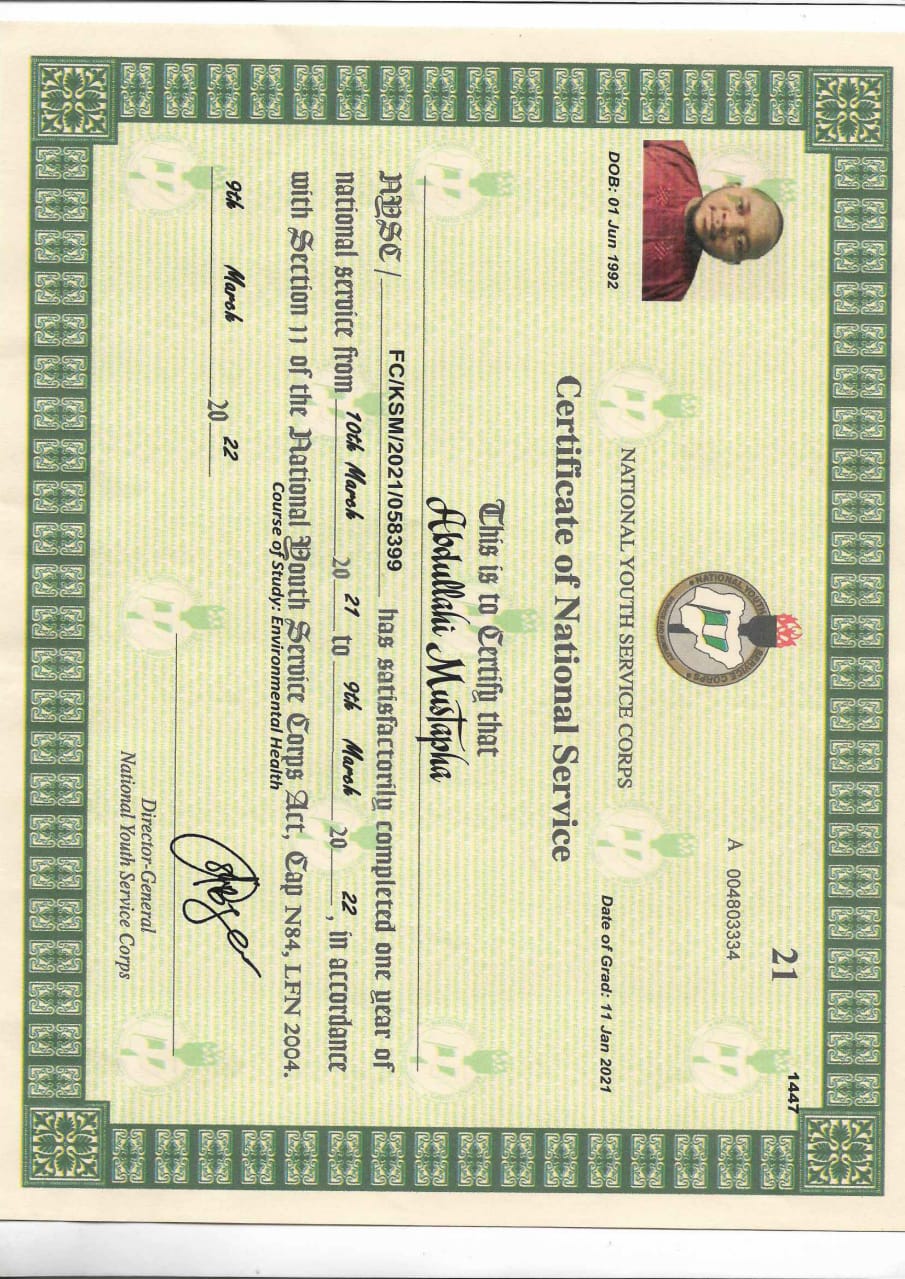 21
1447
A 004803334
NATIONAL YOUTH SERVICE CORPS
DOB: 01 Jun 1992
Date of Grad: 11 Jan 2021
Certificate of National Service
This is to Certify that
Abdullahi Mustapha
NYSC / FC/KSM/2021/058399 has satisfactorily completed one year of
national service from 10th March 20 21 to 9th March 20 22, in accordance
with Section 11 of the National Youth Service Corps Act, Cap N84, LFN 2004.
Course of Study: Environmental Health
9th March 20 22
Director-General
National Youth Service Corps